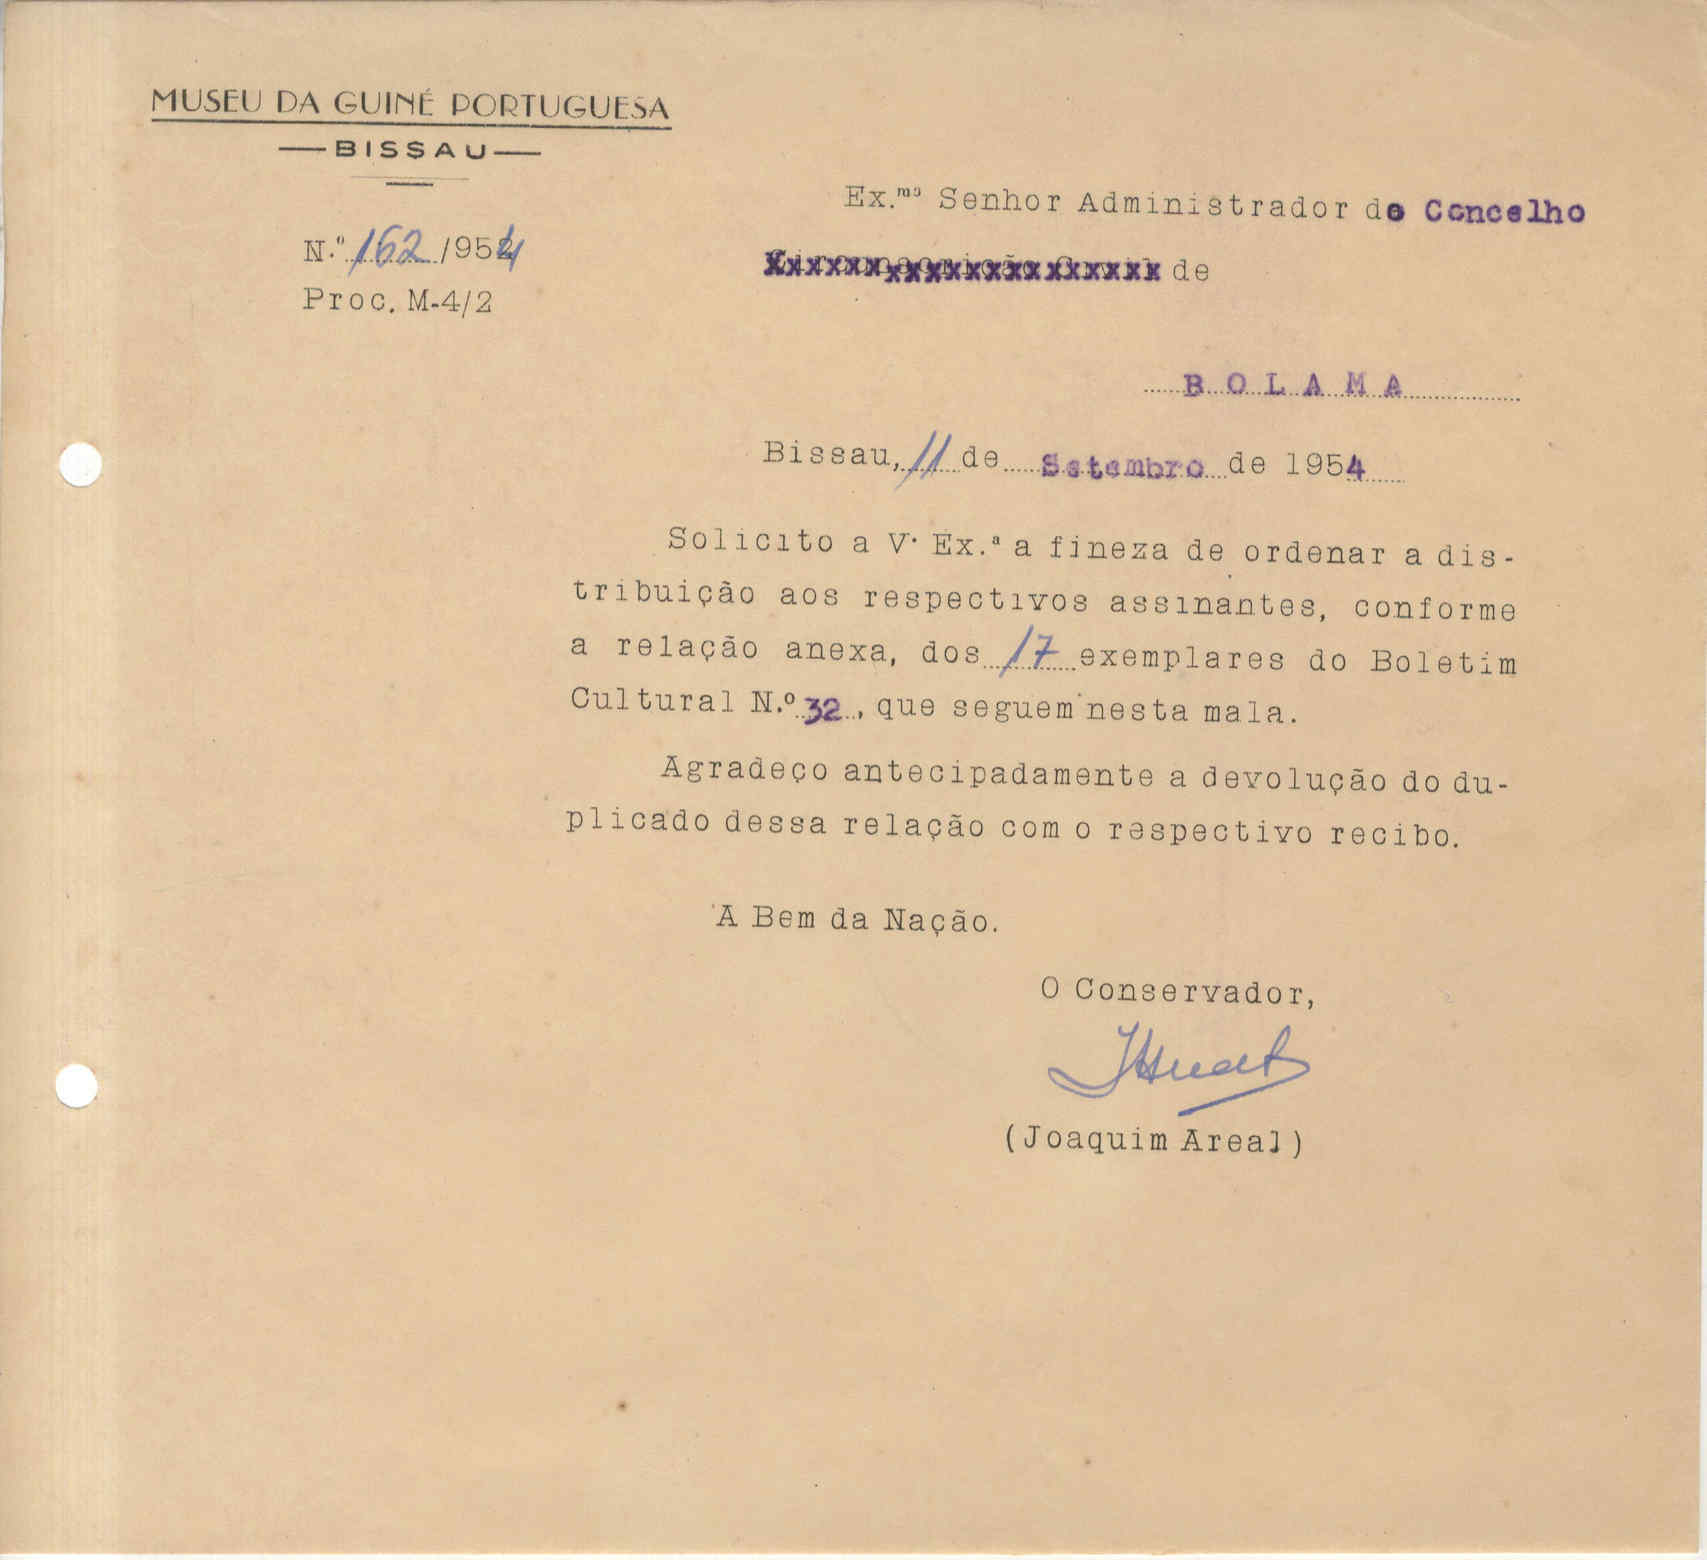 MUSEU DA GUINÉ PORTUGUESA
BISSAU
Ex.mo Senhor Administrador do Concelho
N.º 162/954
de
Proc. M-4/2
BOLAMA
Bissau, 11 de Setembro de 1954
Solicito a V. Ex.ª a fineza de ordenar a dis-
tribuição aos respectivos assinantes, conforme
a relação anexa, dos 17 exemplares do Boletim
Cultural N.º 32, que seguem nesta mala.
Agradeço antecipadamente a devolução do du-
plicado dessa relação com o respectivo recibo.
A Bem da Nação.
O Conservador,
(Joaquim Areal)